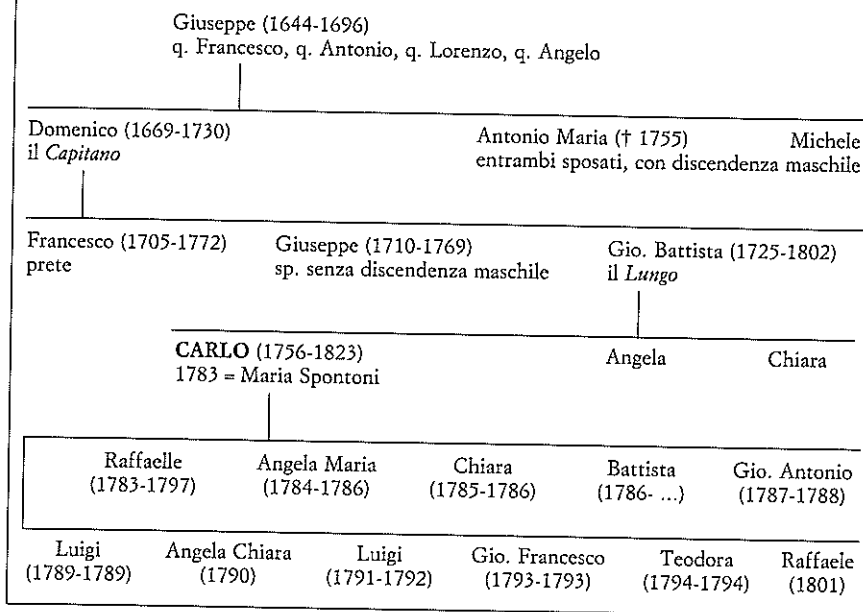 Giuseppe (1644-1696)
q. Francesco, q. Antonio, q. Lorenzo, q. Angelo
Domenico (1669-1730) Antonio Maria († 1755) Michele
il Capitano entrambi sposati, con discendenza maschile
Francesco (1705-1772) Giuseppe (1710-1769) Gio. Battista (1725-1802)
prete sp. senza discendenza maschile il Lungo
CARLO (1756-1823) Angela Chiara
1783 = Maria Spontoni
Raffaelle Angela Maria Chiara Battista Gio. Antonio
(1783-1797) (1784-1786) (1785-1786) (1786- ...) (1787-1788)
Luigi Angela Chiara Luigi Gio. Francesco Teodora Raffaele
(1789-1789) (1790) (1791-1792) (1793-1793) (1794-1794) (1801)